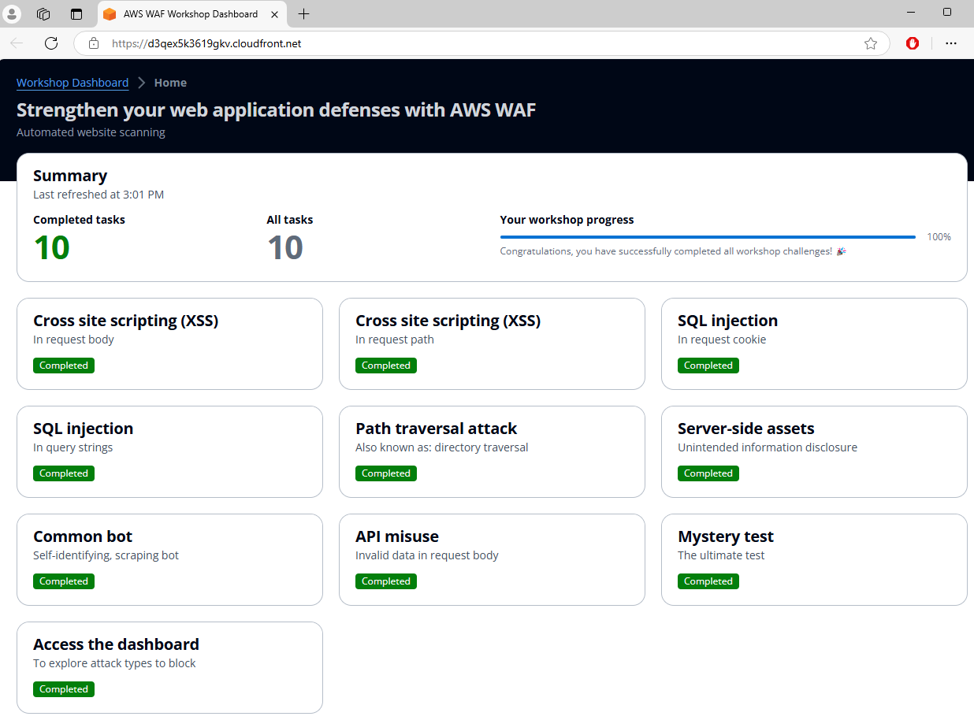 AWS WAF Workshop Dashboard
https://d3qex5k3619gkv.cloudfront.net
Workshop Dashboard > Home
Strengthen your web application defenses with AWS WAF
Automated website scanning
Summary
Last refreshed at 3:01 PM
Completed tasks
10
All tasks
10
Your workshop progress
100%
Congratulations, you have successfully completed all workshop challenges! 🎉
Cross site scripting (XSS)
In request body
Completed
Cross site scripting (XSS)
In request path
Completed
SQL injection
In request cookie
Completed
SQL injection
In query strings
Completed
Path traversal attack
Also known as: directory traversal
Completed
Server-side assets
Unintended information disclosure
Completed
Common bot
Self-identifying, scraping bot
Completed
API misuse
Invalid data in request body
Completed
Mystery test
The ultimate test
Completed
Access the dashboard
To explore attack types to block
Completed